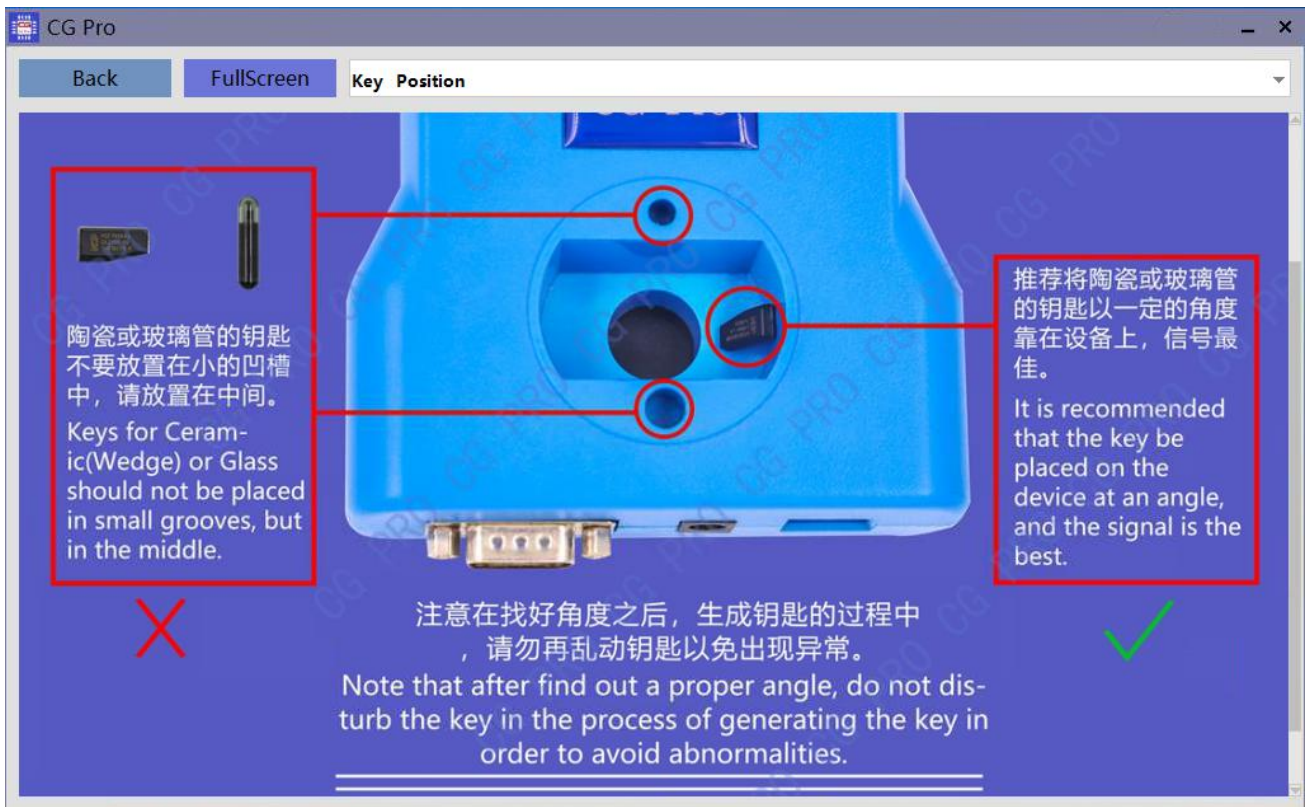 CG Pro
Back
FullScreen
Key Position
陶瓷或玻璃管的钥匙
不要放置在小的凹槽
中，请放置在中间。
Keys for Ceram-
ic(Wedge) or Glass
should not be placed
in small grooves, but
in the middle.
推荐将陶瓷或玻璃管
的钥匙以一定的角度
靠在设备上，信号最
佳。
It is recommended
that the key be
placed on the
device at an angle,
and the signal is the
best.
注意在找好角度之后，生成钥匙的过程中
，请勿再乱动钥匙以免出现异常。
Note that after find out a proper angle, do not dis-
turb the key in the process of generating the key in
order to avoid abnormalities.